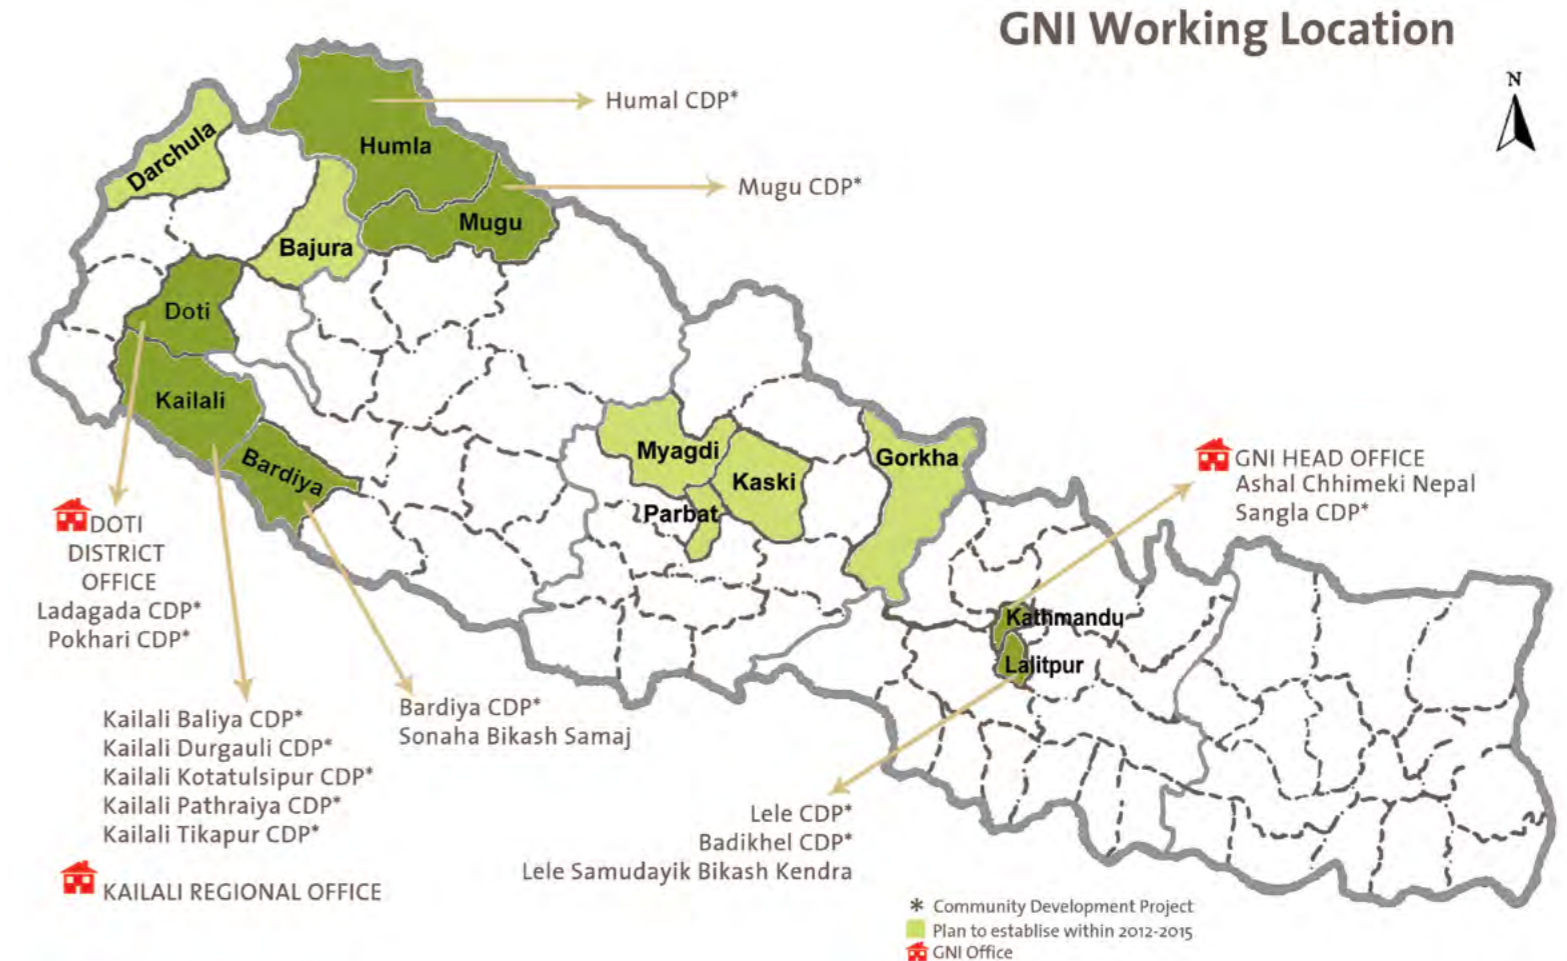 GNI Working Location
N
Humal CDP*
Darchula
Humla
Mugu CDP*
Mugu
Bajura
Doti
Kailali
Bardiya
Myagdi
Kaski
Parbat
Gorkha
GNI HEAD OFFICE
Ashal Chhimeki Nepal
Sangla CDP*
DOTI
DISTRICT
OFFICE
Ladagada CDP*
Pokhari CDP*
Kathmandu
Lalitpur
Kailali Baliya CDP*
Kailali Durgauli CDP*
Kailali Kotatulsipur CDP*
Kailali Pathraiya CDP*
Kailali Tikapur CDP*
Bardiya CDP*
Sonaha Bikash Samaj
Lele CDP*
Badikhel CDP*
Lele Samudayik Bikash Kendra
KAILALI REGIONAL OFFICE
* Community Development Project
Plan to establise within 2012-2015
GNI Office